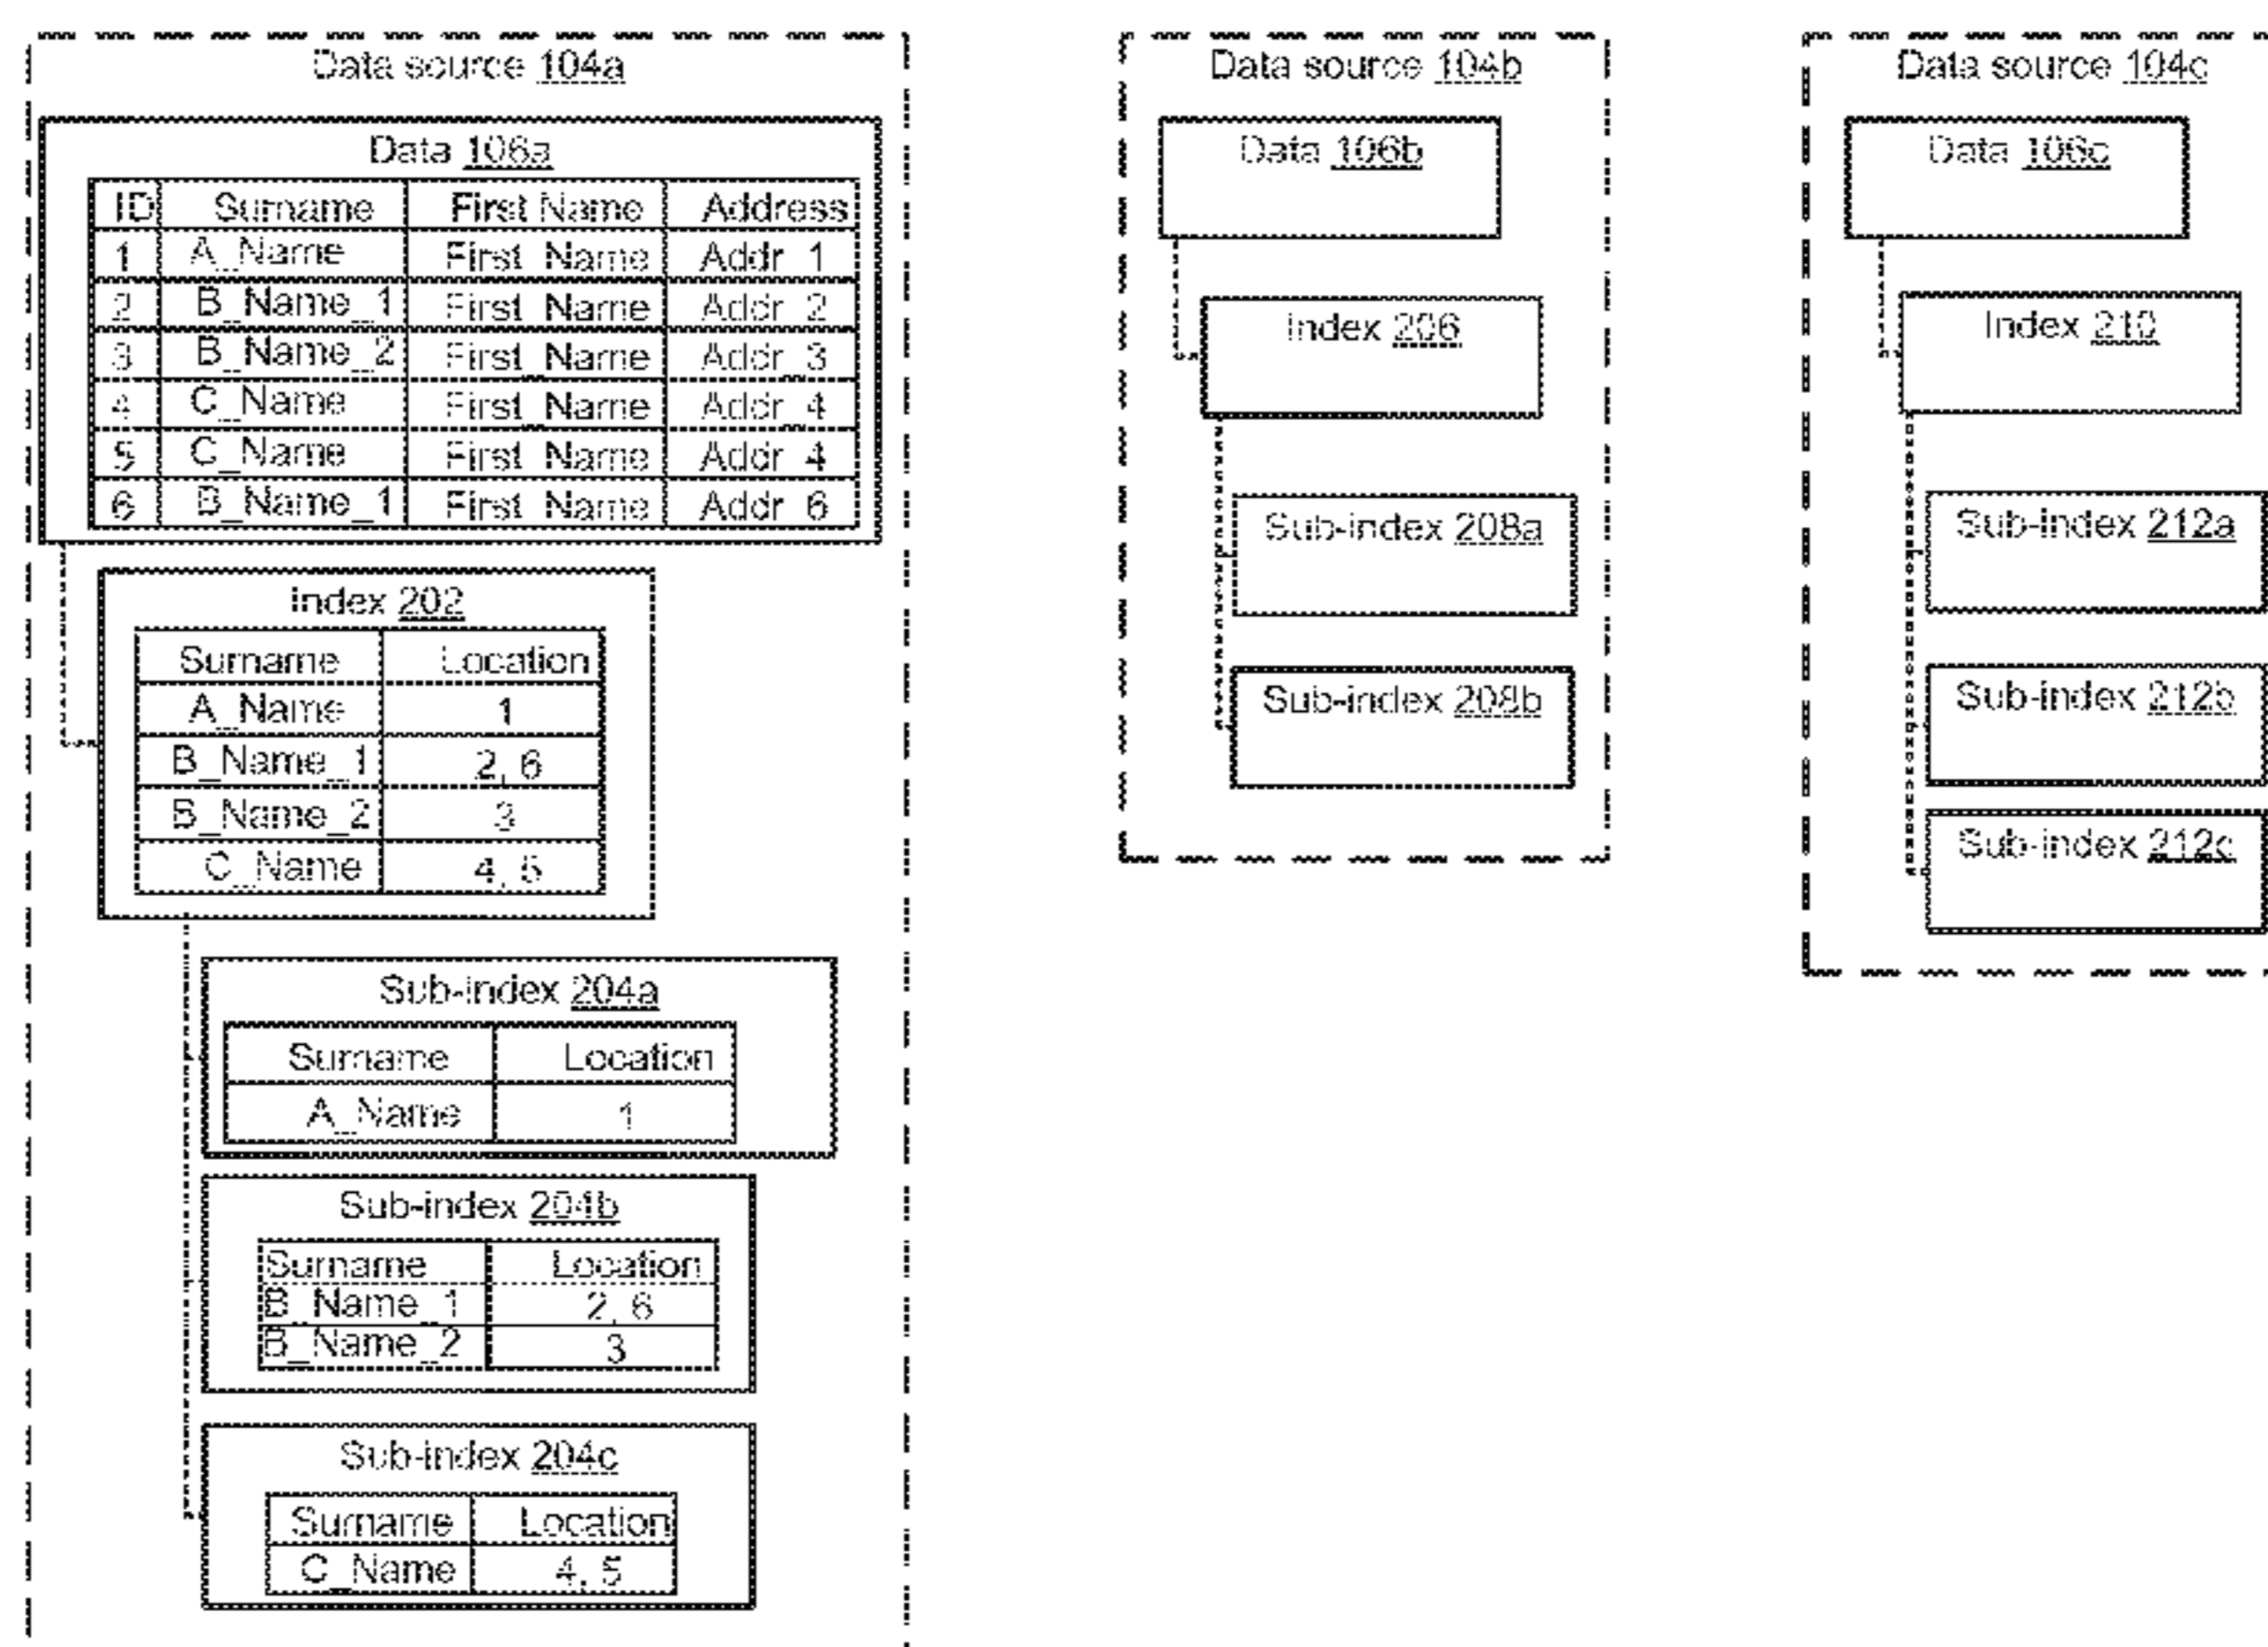 Data source 104a
Data 106a
ID Surname First Name Address
1 A_Name First_Name Addr_1
2 B_Name_1 First_Name Addr_2
3 B_Name_2 First_Name Addr_3
4 C_Name First_Name Addr_4
5 C_Name First_Name Addr_4
6 B_Name_1 First_Name Addr_6
Index 202
Surname Location
A_Name 1
B_Name_1 2, 6
B_Name_2 3
C_Name 4, 5
Sub-index 204a
Surname Location
A_Name 1
Sub-index 204b
Surname Location
B_Name_1 2, 6
B_Name_2 3
Sub-index 204c
Surname Location
C_Name 4, 5
Data source 104b
Data 106b
Index 206
Sub-index 208a
Sub-index 208b
Data source 104c
Data 106c
Index 210
Sub-index 212a
Sub-index 212b
Sub-index 212c